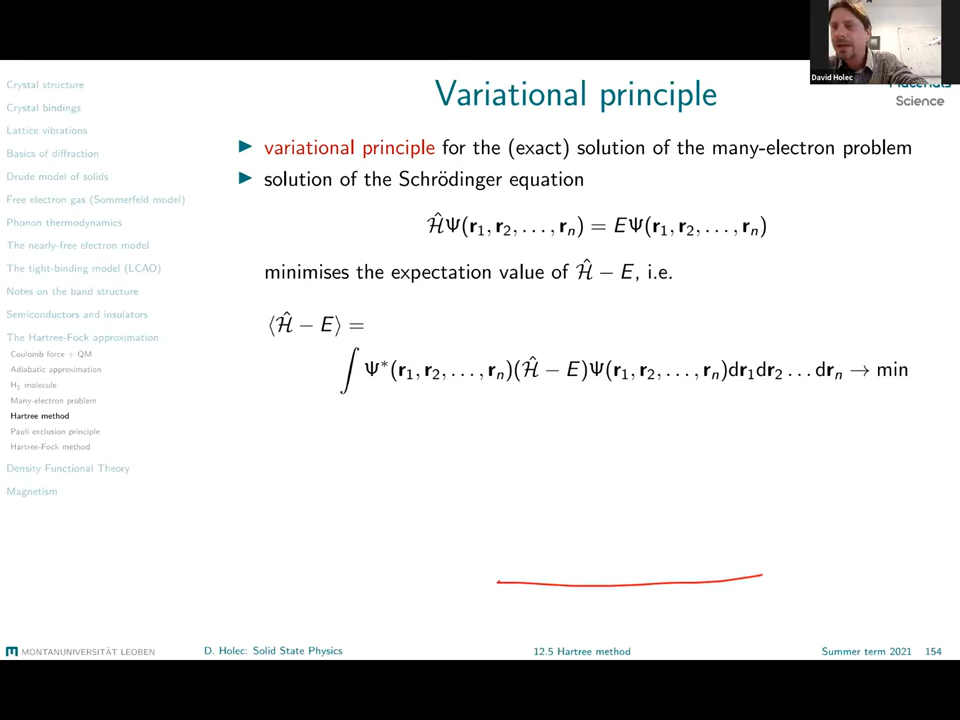 David Holec
Materials
Science
Variational principle
Crystal structure
Crystal bindings
Lattice vibrations
Basics of diffraction
Drude model of solids
Free electron gas (Sommerfeld model)
Phonon thermodynamics
The nearly-free electron model
The tight-binding model (LCAO)
Notes on the band structure
Semiconductors and insulators
The Hartree-Fock approximation
Coulomb force + QM
Adiabatic approximation
H₂ molecule
Many-electron problem
Hartree method
Pauli exclusion principle
Hartree-Fock method
Density Functional Theory
Magnetism
► variational principle for the (exact) solution of the many-electron problem
► solution of the Schrödinger equation
ĤΨ(r₁, r₂, . . . , rₙ) = EΨ(r₁, r₂, . . . , rₙ)
minimises the expectation value of Ĥ − E, i.e.
⟨Ĥ − E⟩ =
∫ Ψ*(r₁, r₂, . . . , rₙ)(Ĥ − E)Ψ(r₁, r₂, . . . , rₙ)dr₁dr₂ . . . drₙ → min
MONTANUNIVERSITÄT LEOBEN
D. Holec: Solid State Physics
12.5 Hartree method
Summer term 2021 154